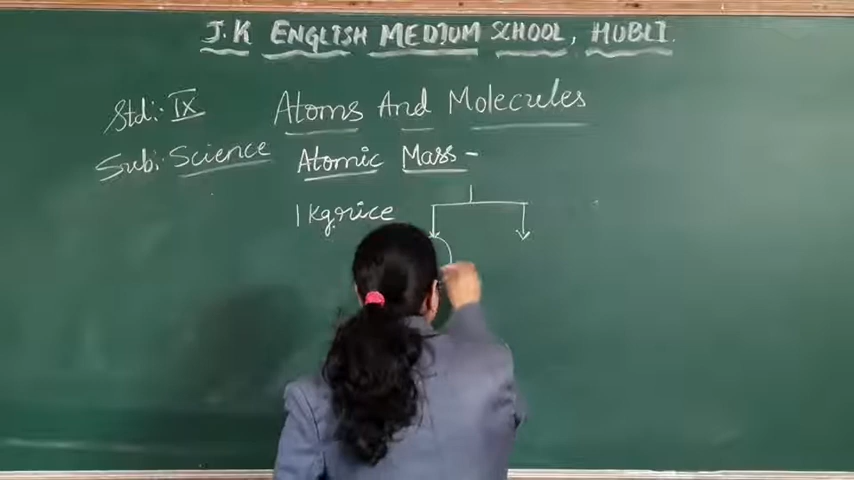 J.K ENGLISH MEDIUM SCHOOL, HUBLI.
Std:- IX Atoms And Molecules
Sub:- Science Atomic Mass -
1 Kg rice